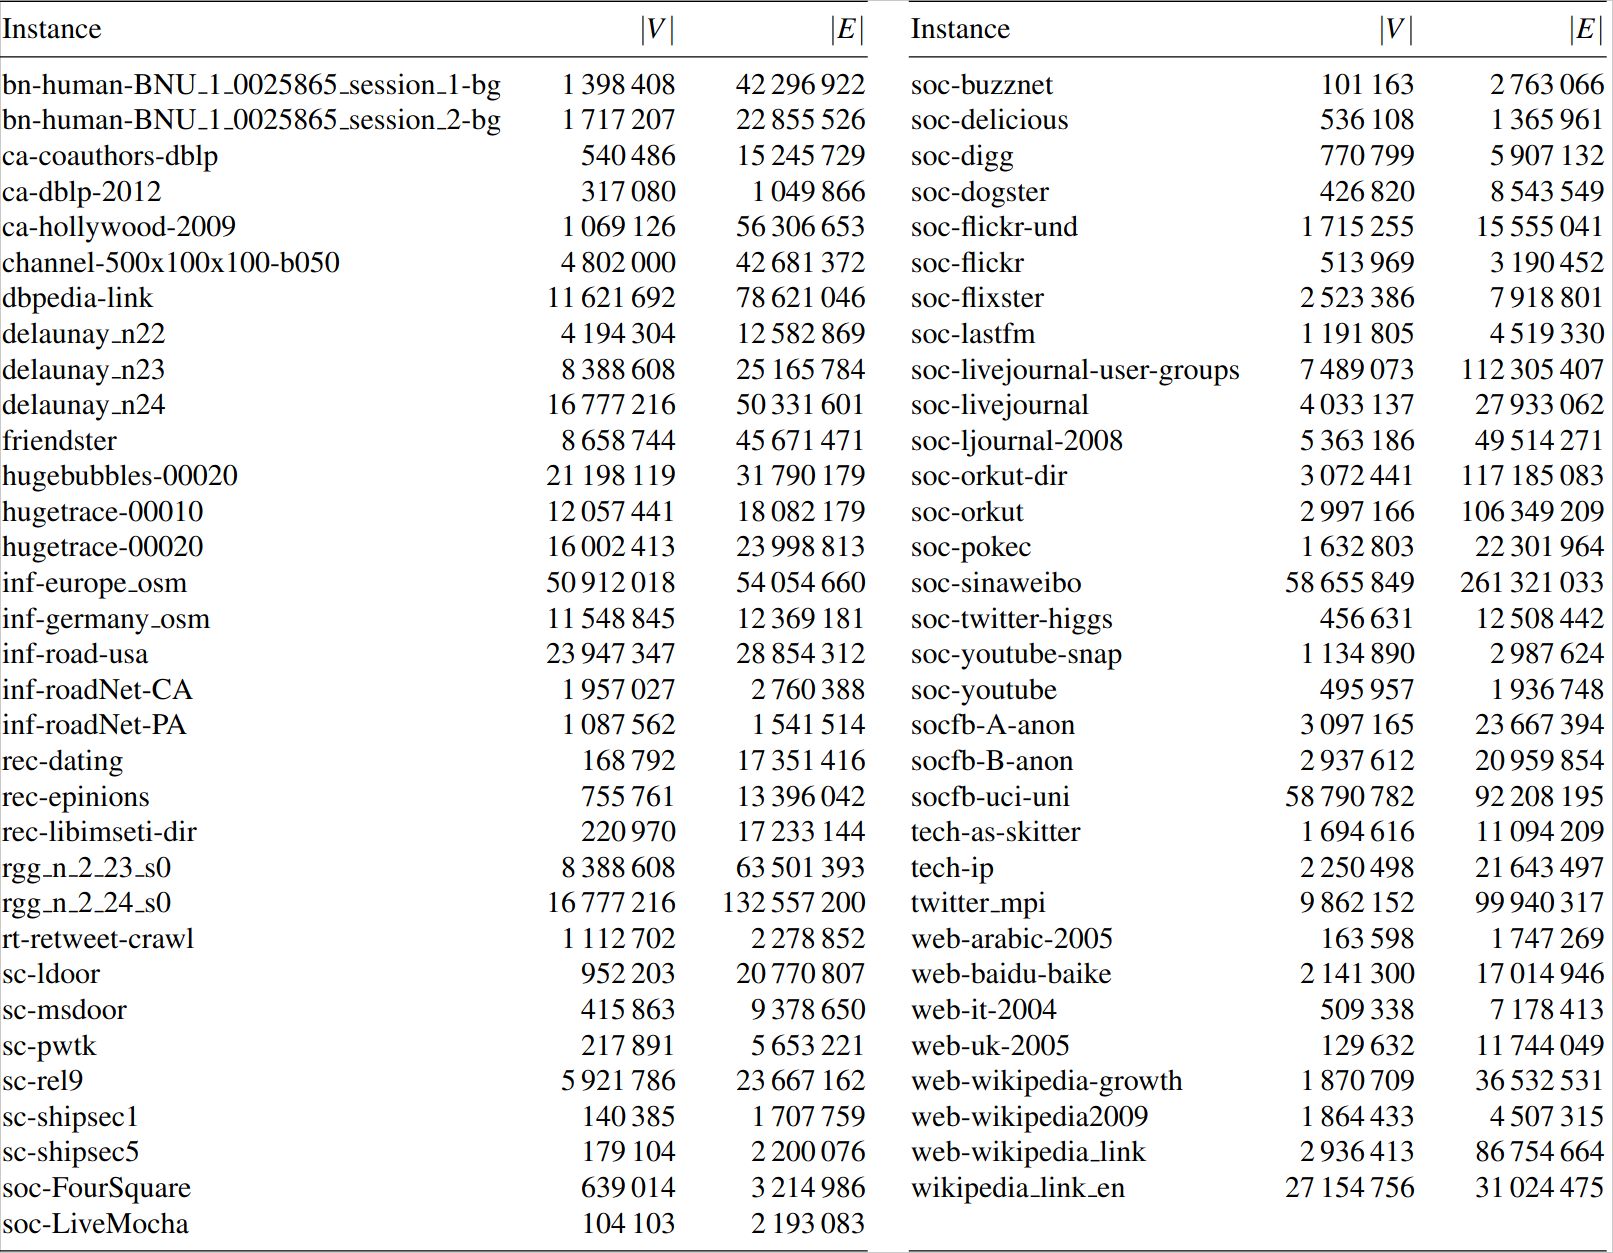 Instance |V| |E|
bn-human-BNU_1_0025865_session_1-bg 1 398 408 42 296 922
bn-human-BNU_1_0025865_session_2-bg 1 717 207 22 855 526
ca-coauthors-dblp 540 486 15 245 729
ca-dblp-2012 317 080 1 049 866
ca-hollywood-2009 1 069 126 56 306 653
channel-500x100x100-b050 4 802 000 42 681 372
dbpedia-link 11 621 692 78 621 046
delaunay_n22 4 194 304 12 582 869
delaunay_n23 8 388 608 25 165 784
delaunay_n24 16 777 216 50 331 601
friendster 8 658 744 45 671 471
hugebubbles-00020 21 198 119 31 790 179
hugetrace-00010 12 057 441 18 082 179
hugetrace-00020 16 002 413 23 998 813
inf-europe_osm 50 912 018 54 054 660
inf-germany_osm 11 548 845 12 369 181
inf-road-usa 23 947 347 28 854 312
inf-roadNet-CA 1 957 027 2 760 388
inf-roadNet-PA 1 087 562 1 541 514
rec-dating 168 792 17 351 416
rec-epinions 755 761 13 396 042
rec-libimseti-dir 220 970 17 233 144
rgg_n_2_23_s0 8 388 608 63 501 393
rgg_n_2_24_s0 16 777 216 132 557 200
rt-retweet-crawl 1 112 702 2 278 852
sc-ldoor 952 203 20 770 807
sc-msdoor 415 863 9 378 650
sc-pwtk 217 891 5 653 221
sc-rel9 5 921 786 23 667 162
sc-shipsec1 140 385 1 707 759
sc-shipsec5 179 104 2 200 076
soc-FourSquare 639 014 3 214 986
soc-LiveMocha 104 103 2 193 083
Instance |V| |E|
soc-buzznet 101 163 2 763 066
soc-delicious 536 108 1 365 961
soc-digg 770 799 5 907 132
soc-dogster 426 820 8 543 549
soc-flickr-und 1 715 255 15 555 041
soc-flickr 513 969 3 190 452
soc-flixster 2 523 386 7 918 801
soc-lastfm 1 191 805 4 519 330
soc-livejournal-user-groups 7 489 073 112 305 407
soc-livejournal 4 033 137 27 933 062
soc-ljournal-2008 5 363 186 49 514 271
soc-orkut-dir 3 072 441 117 185 083
soc-orkut 2 997 166 106 349 209
soc-pokec 1 632 803 22 301 964
soc-sinaweibo 58 655 849 261 321 033
soc-twitter-higgs 456 631 12 508 442
soc-youtube-snap 1 134 890 2 987 624
soc-youtube 495 957 1 936 748
socfb-A-anon 3 097 165 23 667 394
socfb-B-anon 2 937 612 20 959 854
socfb-uci-uni 58 790 782 92 208 195
tech-as-skitter 1 694 616 11 094 209
tech-ip 2 250 498 21 643 497
twitter_mpi 9 862 152 99 940 317
web-arabic-2005 163 598 1 747 269
web-baidu-baike 2 141 300 17 014 946
web-it-2004 509 338 7 178 413
web-uk-2005 129 632 11 744 049
web-wikipedia-growth 1 870 709 36 532 531
web-wikipedia2009 1 864 433 4 507 315
web-wikipedia_link 2 936 413 86 754 664
wikipedia_link_en 27 154 756 31 024 475